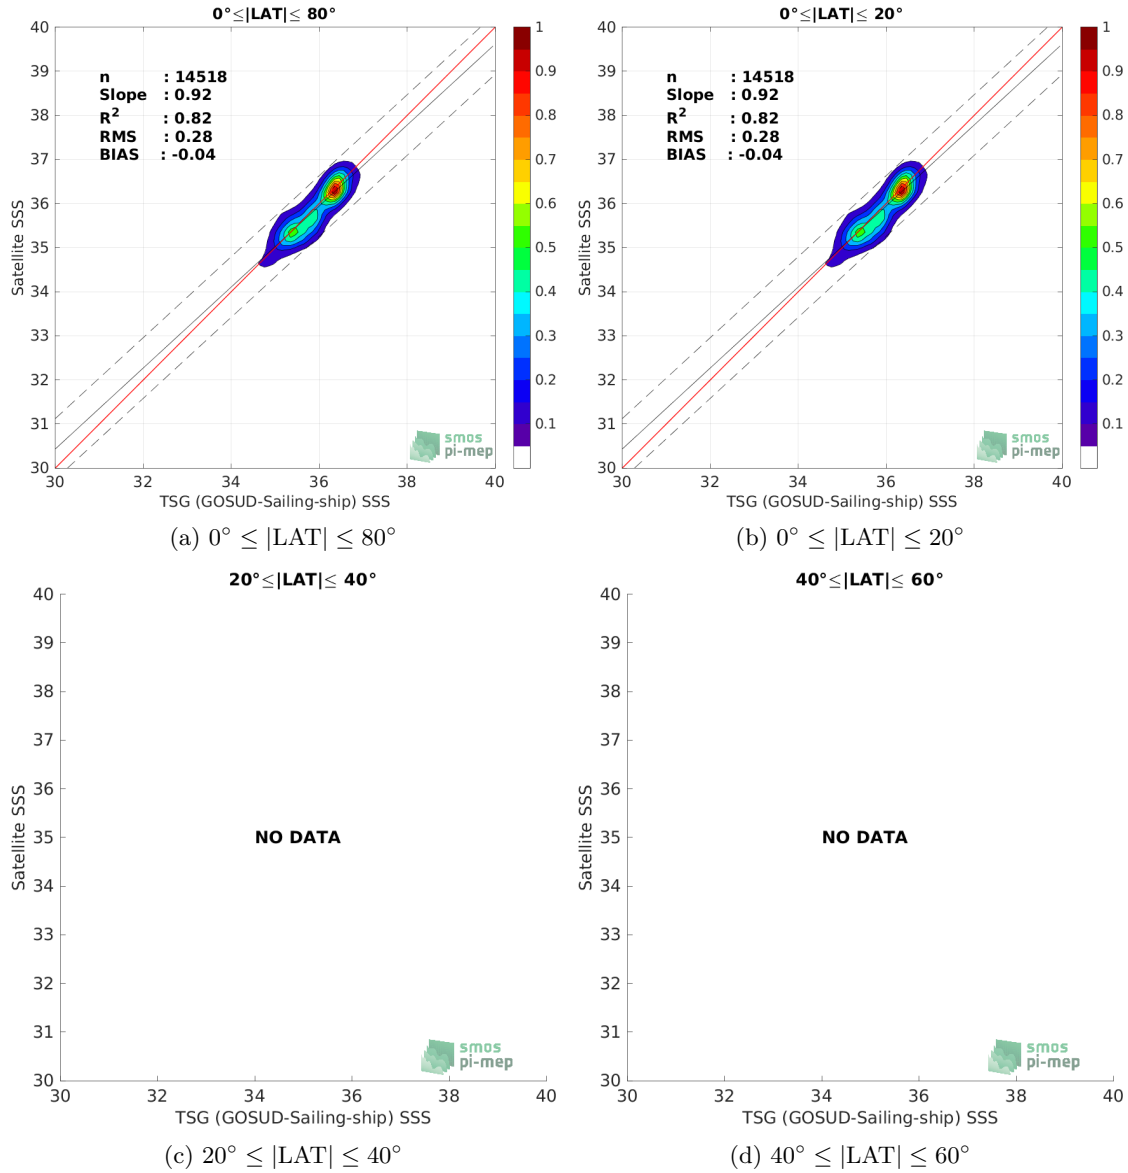 0°≤|LAT|≤ 80°
40
39
38
37
36
35
34
33
32
31
30
Satellite SSS
n : 14518
Slope : 0.92
R² : 0.82
RMS : 0.28
BIAS : -0.04
smos
pi-mep
30 32 34 36 38 40
TSG (GOSUD-Sailing-ship) SSS
1
0.9
0.8
0.7
0.6
0.5
0.4
0.3
0.2
0.1
(a) 0° ≤ |LAT| ≤ 80°
0°≤|LAT|≤ 20°
40
39
38
37
36
35
34
33
32
31
30
Satellite SSS
n : 14518
Slope : 0.92
R² : 0.82
RMS : 0.28
BIAS : -0.04
smos
pi-mep
30 32 34 36 38 40
TSG (GOSUD-Sailing-ship) SSS
1
0.9
0.8
0.7
0.6
0.5
0.4
0.3
0.2
0.1
(b) 0° ≤ |LAT| ≤ 20°
20°≤|LAT|≤ 40°
40
39
38
37
36
35
34
33
32
31
30
Satellite SSS
NO DATA
smos
pi-mep
30 32 34 36 38 40
TSG (GOSUD-Sailing-ship) SSS
(c) 20° ≤ |LAT| ≤ 40°
40°≤|LAT|≤ 60°
40
39
38
37
36
35
34
33
32
31
30
Satellite SSS
NO DATA
smos
pi-mep
30 32 34 36 38 40
TSG (GOSUD-Sailing-ship) SSS
(d) 40° ≤ |LAT| ≤ 60°